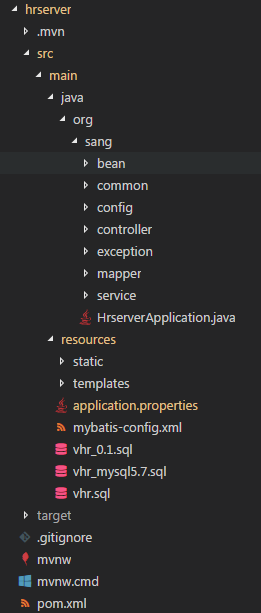 hrserver
.mvn
src
main
java
org
sang
bean
common
config
controller
exception
mapper
service
HrserverApplication.java
resources
static
templates
application.properties
mybatis-config.xml
vhr_0.1.sql
vhr_mysql5.7.sql
vhr.sql
target
.gitignore
mvnw
mvnw.cmd
pom.xml